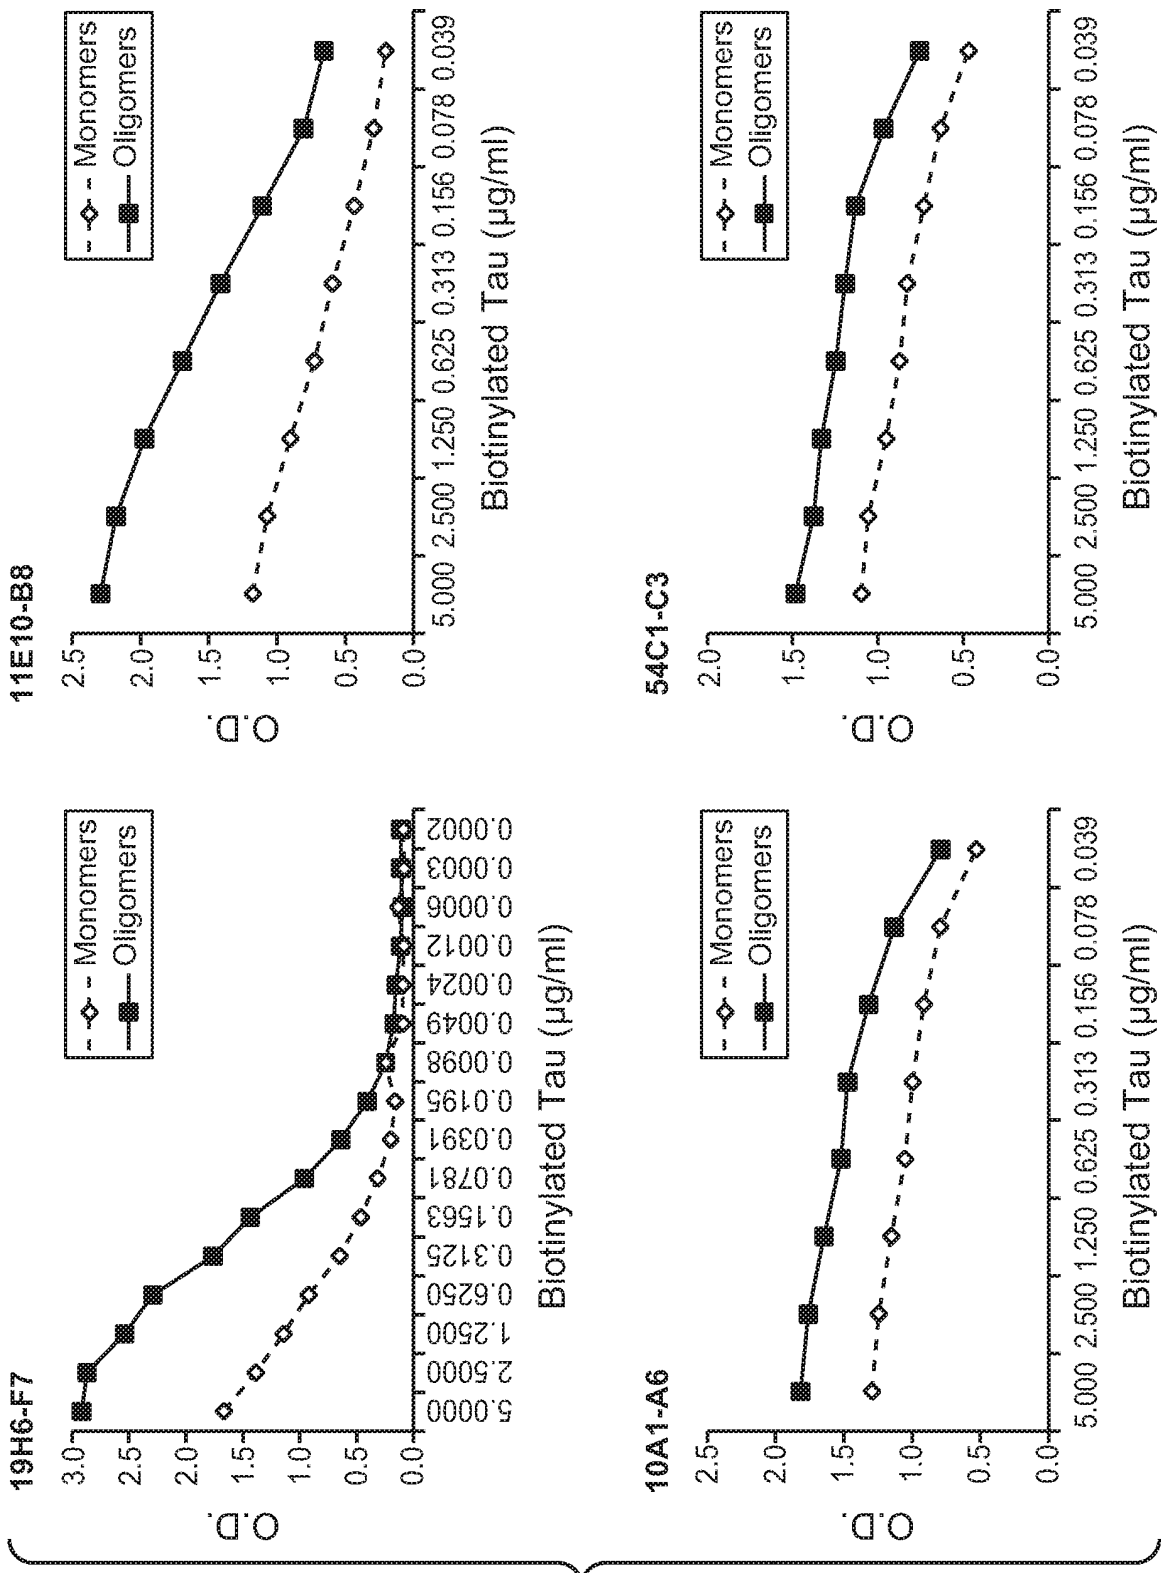 19H6-F7
O.D.
3.0
2.5
2.0
1.5
1.0
0.5
0.0
Monomers
Oligomers
5.0000 2.5000 1.2500 0.6250 0.3125 0.1563 0.0781 0.0391 0.0195 0.0098 0.0049 0.0024 0.0012 0.0006 0.0003 0.0002
Biotinylated Tau (µg/ml)
11E10-B8
O.D.
2.5
2.0
1.5
1.0
0.5
0.0
Monomers
Oligomers
5.000 2.500 1.250 0.625 0.313 0.156 0.078 0.039
Biotinylated Tau (µg/ml)
10A1-A6
O.D.
2.5
2.0
1.5
1.0
0.5
0.0
Monomers
Oligomers
5.000 2.500 1.250 0.625 0.313 0.156 0.078 0.039
Biotinylated Tau (µg/ml)
54C1-C3
O.D.
2.0
1.5
1.0
0.5
0.0
Monomers
Oligomers
5.000 2.500 1.250 0.625 0.313 0.156 0.078 0.039
Biotinylated Tau (µg/ml)